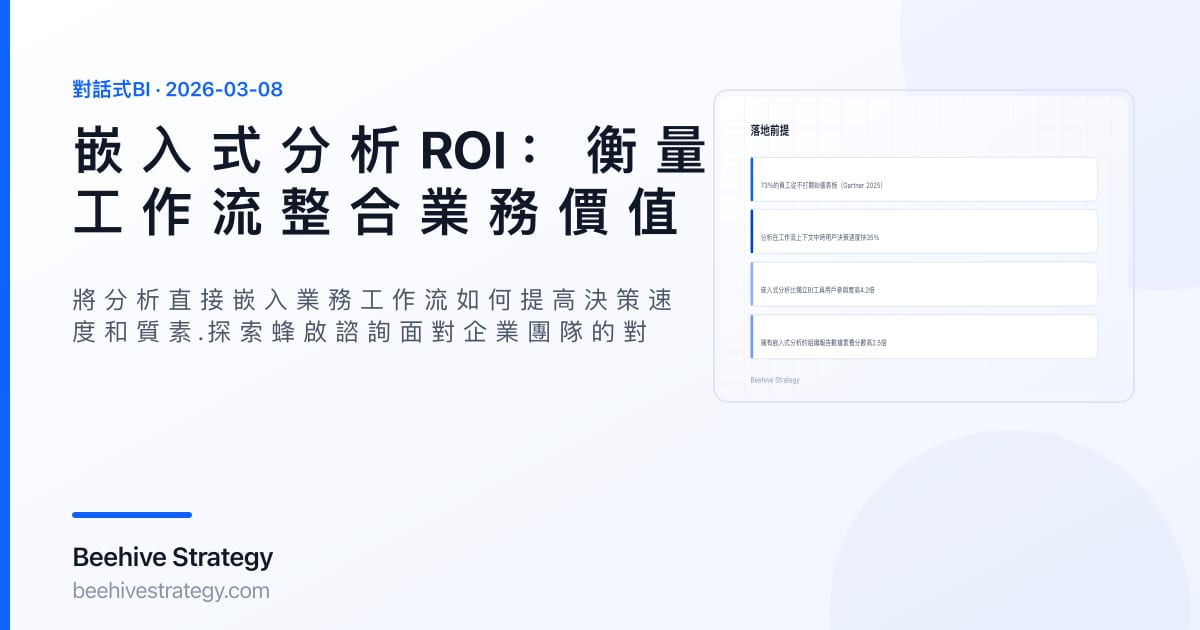 對話式BI · 2026-03-08
嵌入式分析ROI：衡量
工作流整合業務價值
將分析直接嵌入業務工作流如何提高決策速
度和質素.探索蜂啟諮詢面對企業團隊的對
落地前提
73%的員工從不打開BI儀表板（Gartner 2025）
分析在工作流上下文中時用戶決策速度快35%
嵌入式分析比獨立BI工具用戶參與度高4.2倍
擁有嵌入式分析的組織報告數據素養分數高2.5倍
Beehive Strategy
Beehive Strategy
beehivestrategy.com